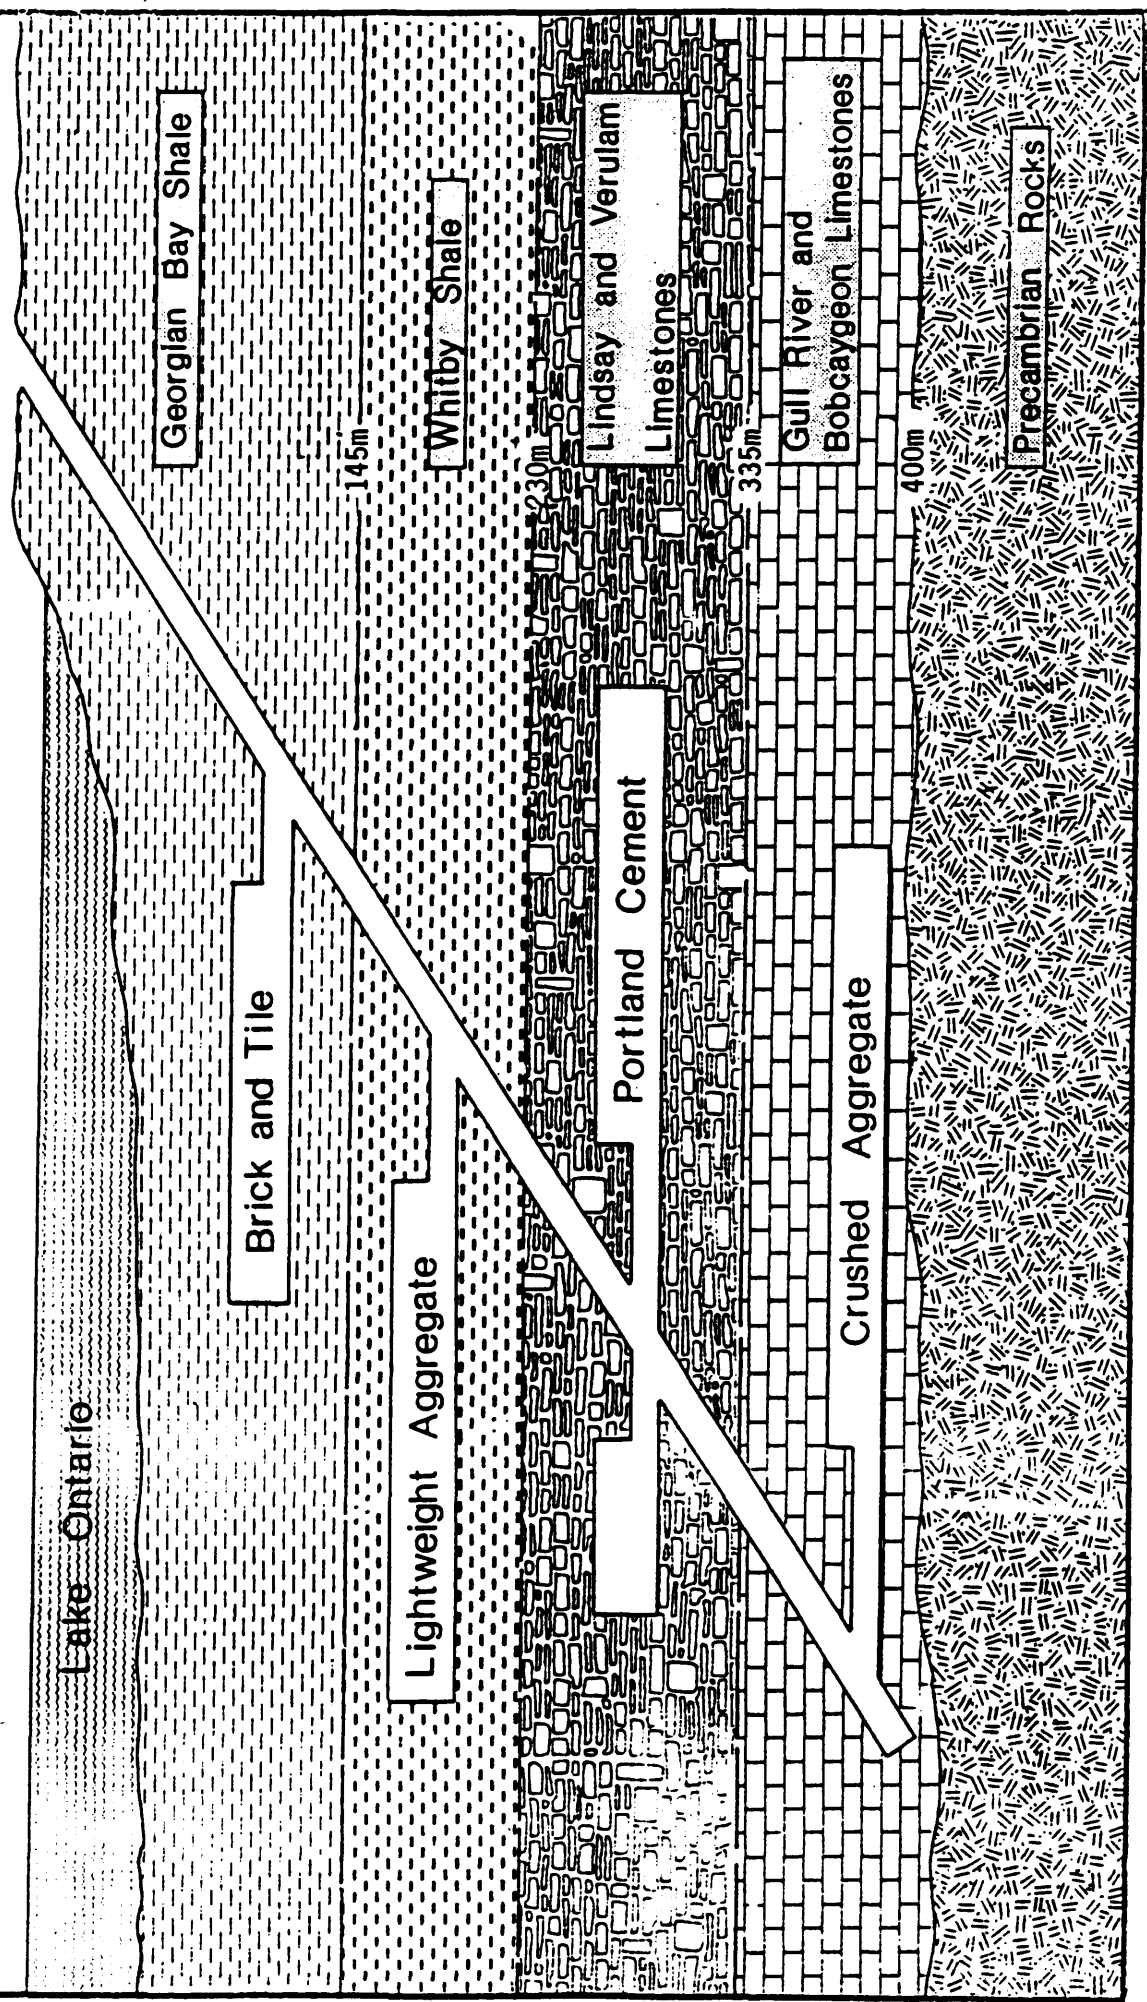 Lake Ontario
Georgian Bay Shale
Brick and Tile
145m
Whitby Shale
Lightweight Aggregate
230m
Lindsay and Verulam
Limestones
Portland Cement
335m
Gull River and
Bobcaygeon Limestones
Crushed Aggregate
400m
Precambrian Rocks